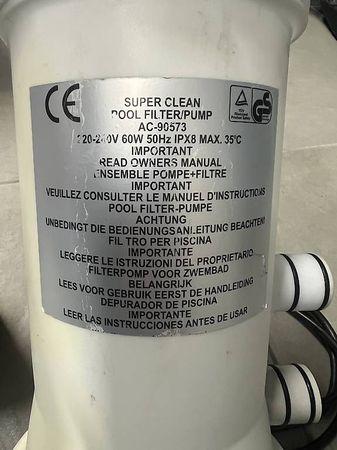 CE
SUPER CLEAN
POOL FILTER/PUMP
AC-90573
220-240V 60W 50Hz IPX8 MAX. 35°C
IMPORTANT
READ OWNERS MANUAL
ENSEMBLE POMPE+FILTRE
IMPORTANT
VEUILLEZ CONSULTER LE MANUEL D'INSTRUCTIONS
POOL FILTER-PUMPE
ACHTUNG
UNBEDINGT DIE BEDIENUNGSANLEITUNG BEACHTEN!
FIL TRO PER PISCINA
IMPORTANTE
LEGGERE LE ISTRUZIONI DEL PROPRIETARIO
FILTERPOMP VOOR ZWEMBAD
BELANGRIJK
LEES VOOR GEBRUIK EERST DE HANDLEIDING
DEPURADOR DE PISCINA
IMPORTANTE
LEER LAS INSTRUCCIONES ANTES DE USAR